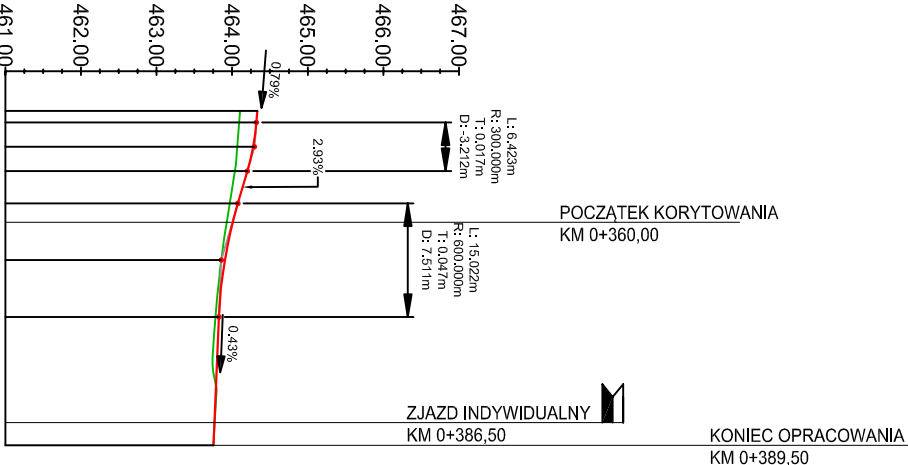 461.00
462.00
463.00
464.00
465.00
466.00
467.00
0.79%
2.93%
0.43%
L: 6.423m
R: 300.000m
T: 0.017m
D: -3.212m
L: 15.022m
R: 600.000m
T: 0.047m
D: 7.511m
POCZĄTEK KORYTOWANIA
KM 0+360,00
ZJAZD INDYWIDUALNY
KM 0+386,50
KONIEC OPRACOWANIA
KM 0+389,50